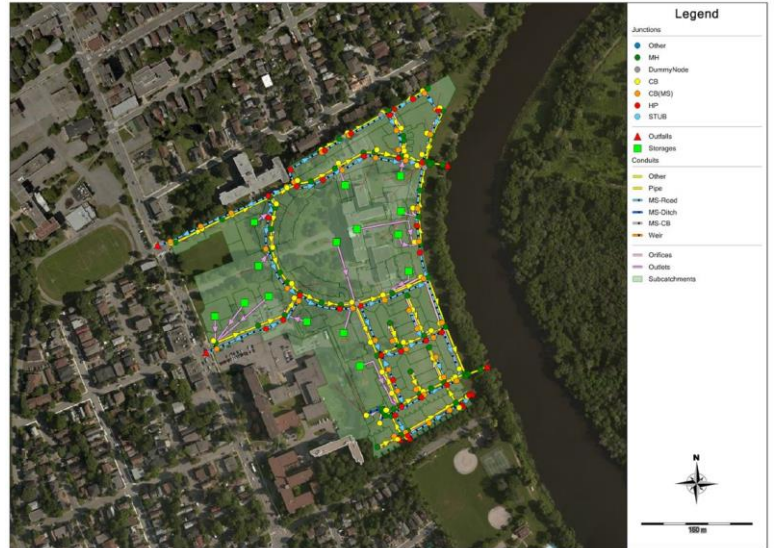 Legend
Junctions
Other
MH
DummyNode
CB
CB(MS)
HP
STUB
Outfalls
Storages
Conduits
Other
Pipe
MS-Road
MS-Ditch
MS-CB
Weir
Orifices
Outlets
Subcatchments
N
160 m